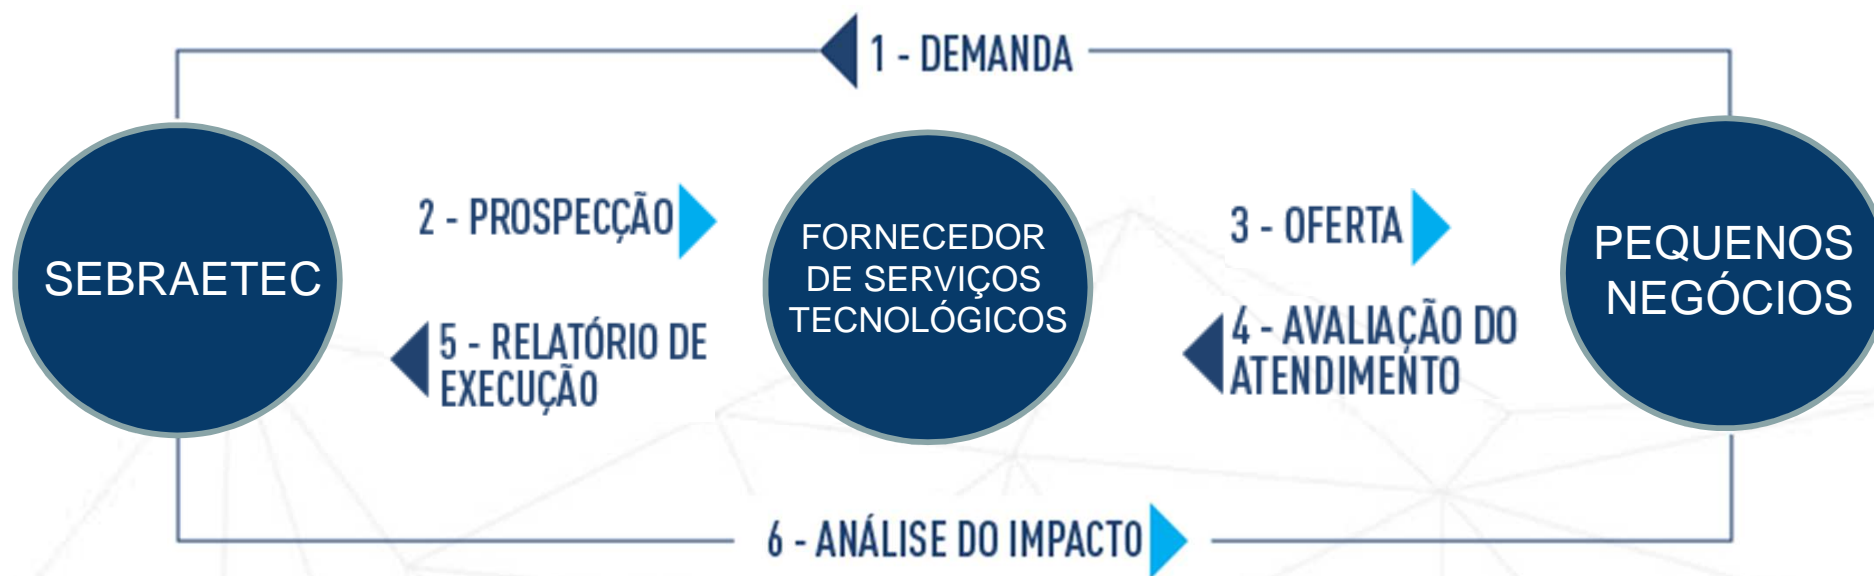 1 - DEMANDA
SEBRAETEC
2 - PROSPECÇÃO
5 - RELATÓRIO DE
EXECUÇÃO
FORNECEDOR
DE SERVIÇOS
TECNOLÓGICOS
3 - OFERTA
4 - AVALIAÇÃO DO
ATENDIMENTO
PEQUENOS
NEGÓCIOS
6 - ANÁLISE DO IMPACTO